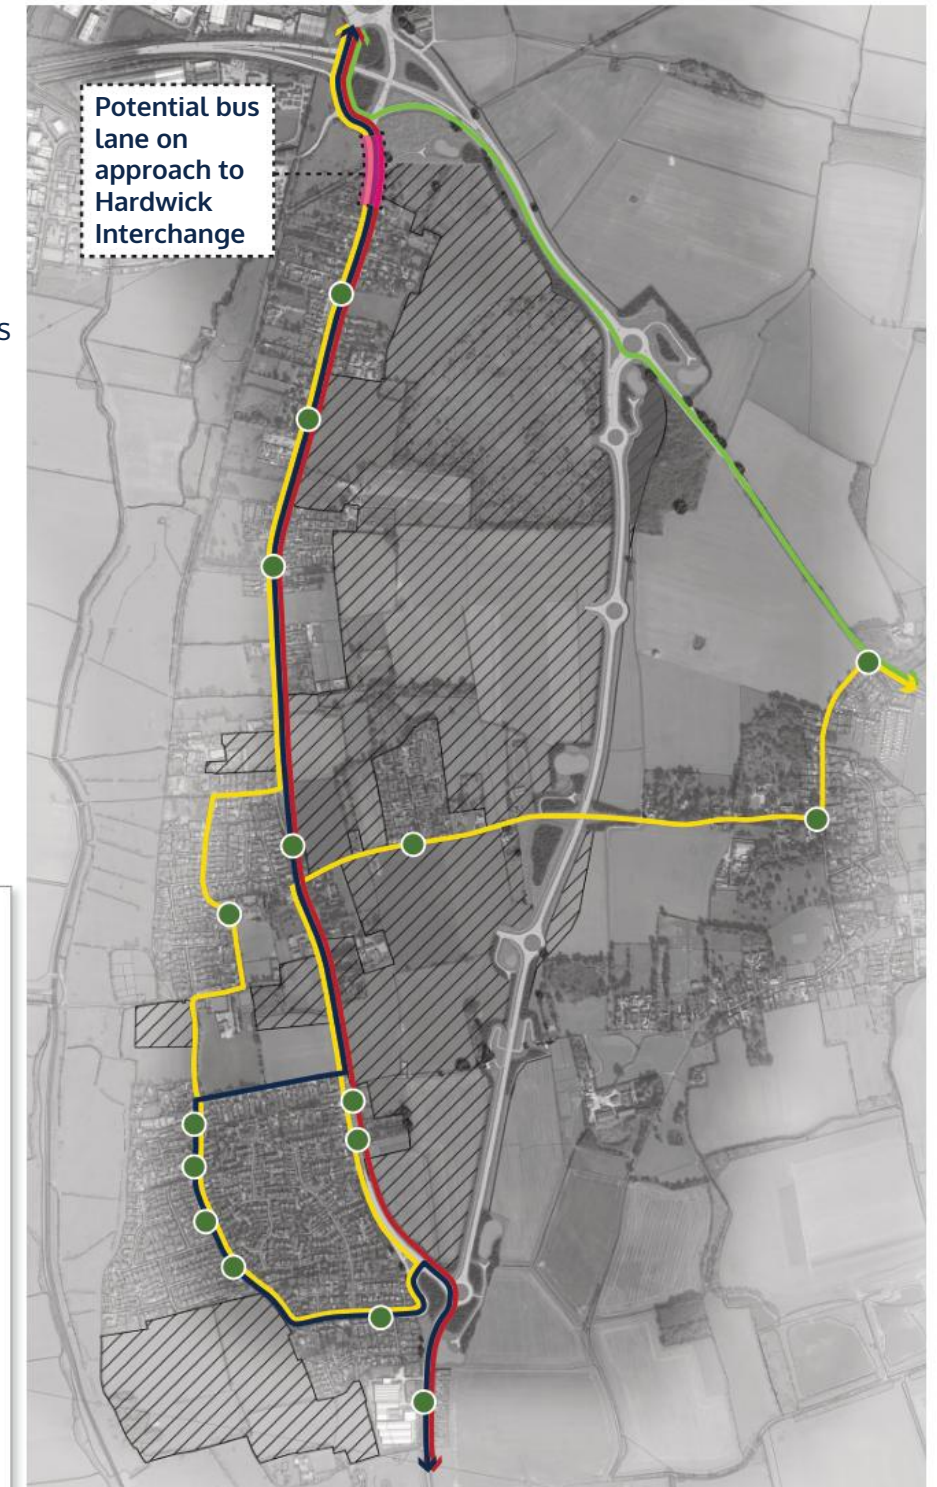 Potential bus
lane on
approach to
Hardwick
Interchange
s